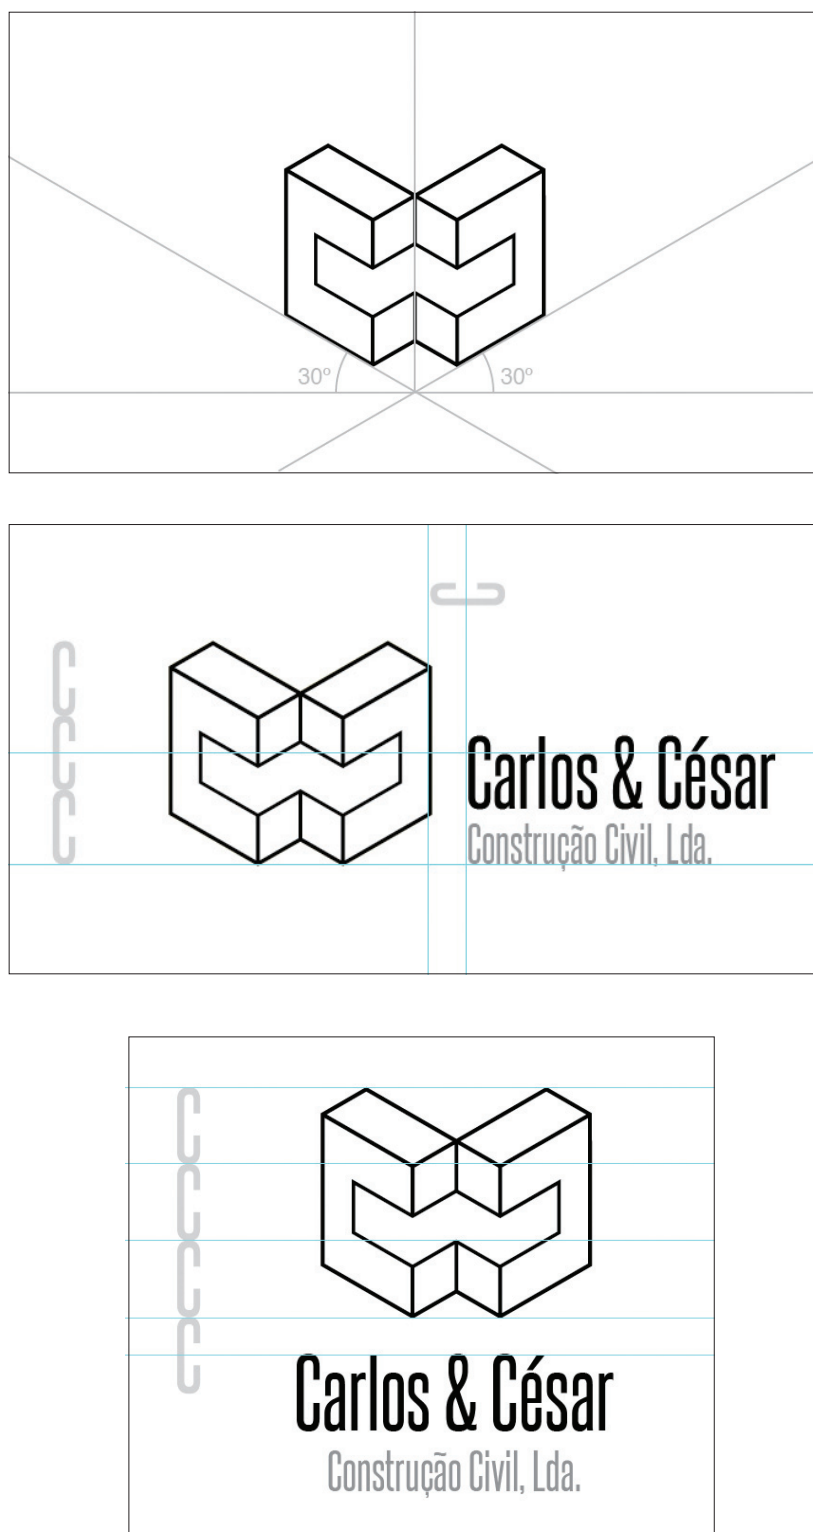 30º 30º
Carlos & César
Construção Civil, Lda.
Carlos & César
Construção Civil, Lda.